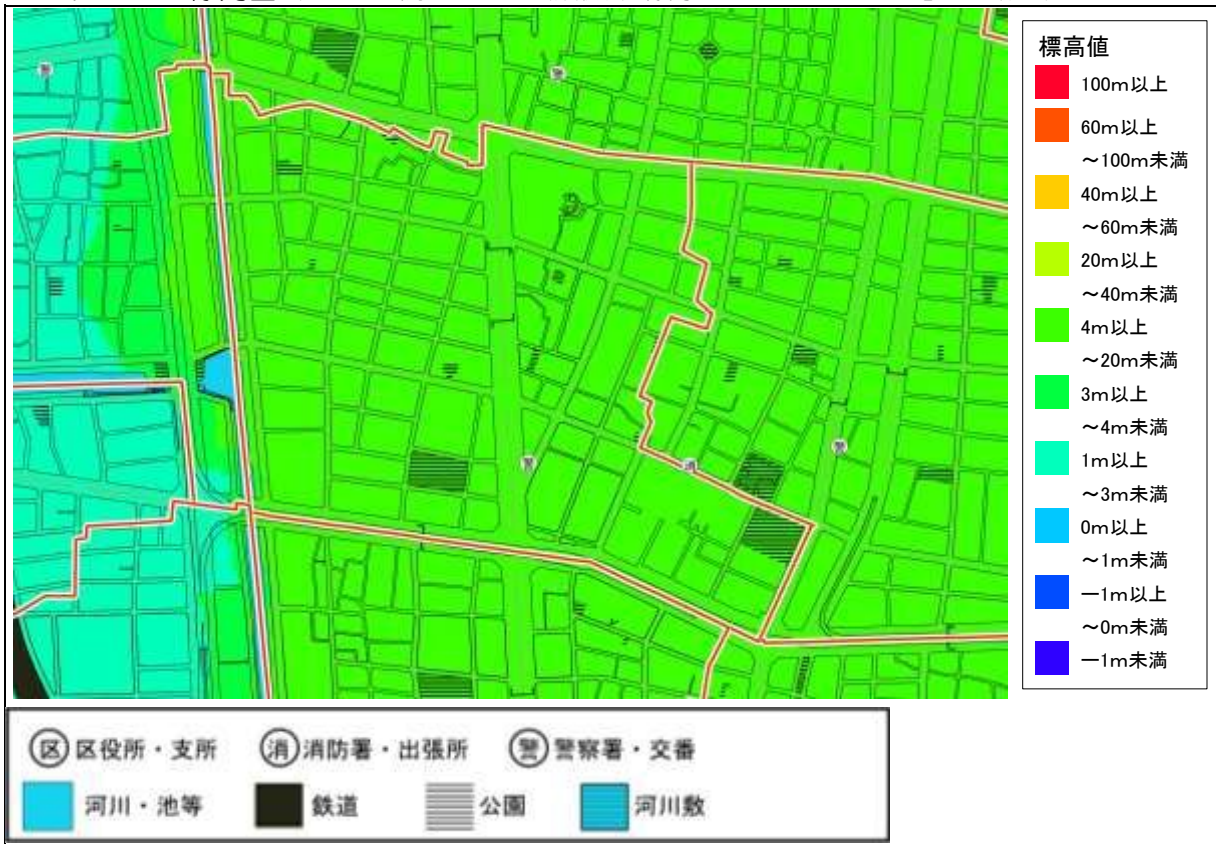 標高値
100m以上
60m以上
～100m未満
40m以上
～60m未満
20m以上
～40m未満
4m以上
～20m未満
3m以上
～4m未満
1m以上
～3m未満
0m以上
～1m未満
－1m以上
～0m未満
－1m未満
警
警
消
警
区 区役所・支所
消 消防署・出張所
警 警察署・交番
河川・池等
鉄道
公園
河川敷